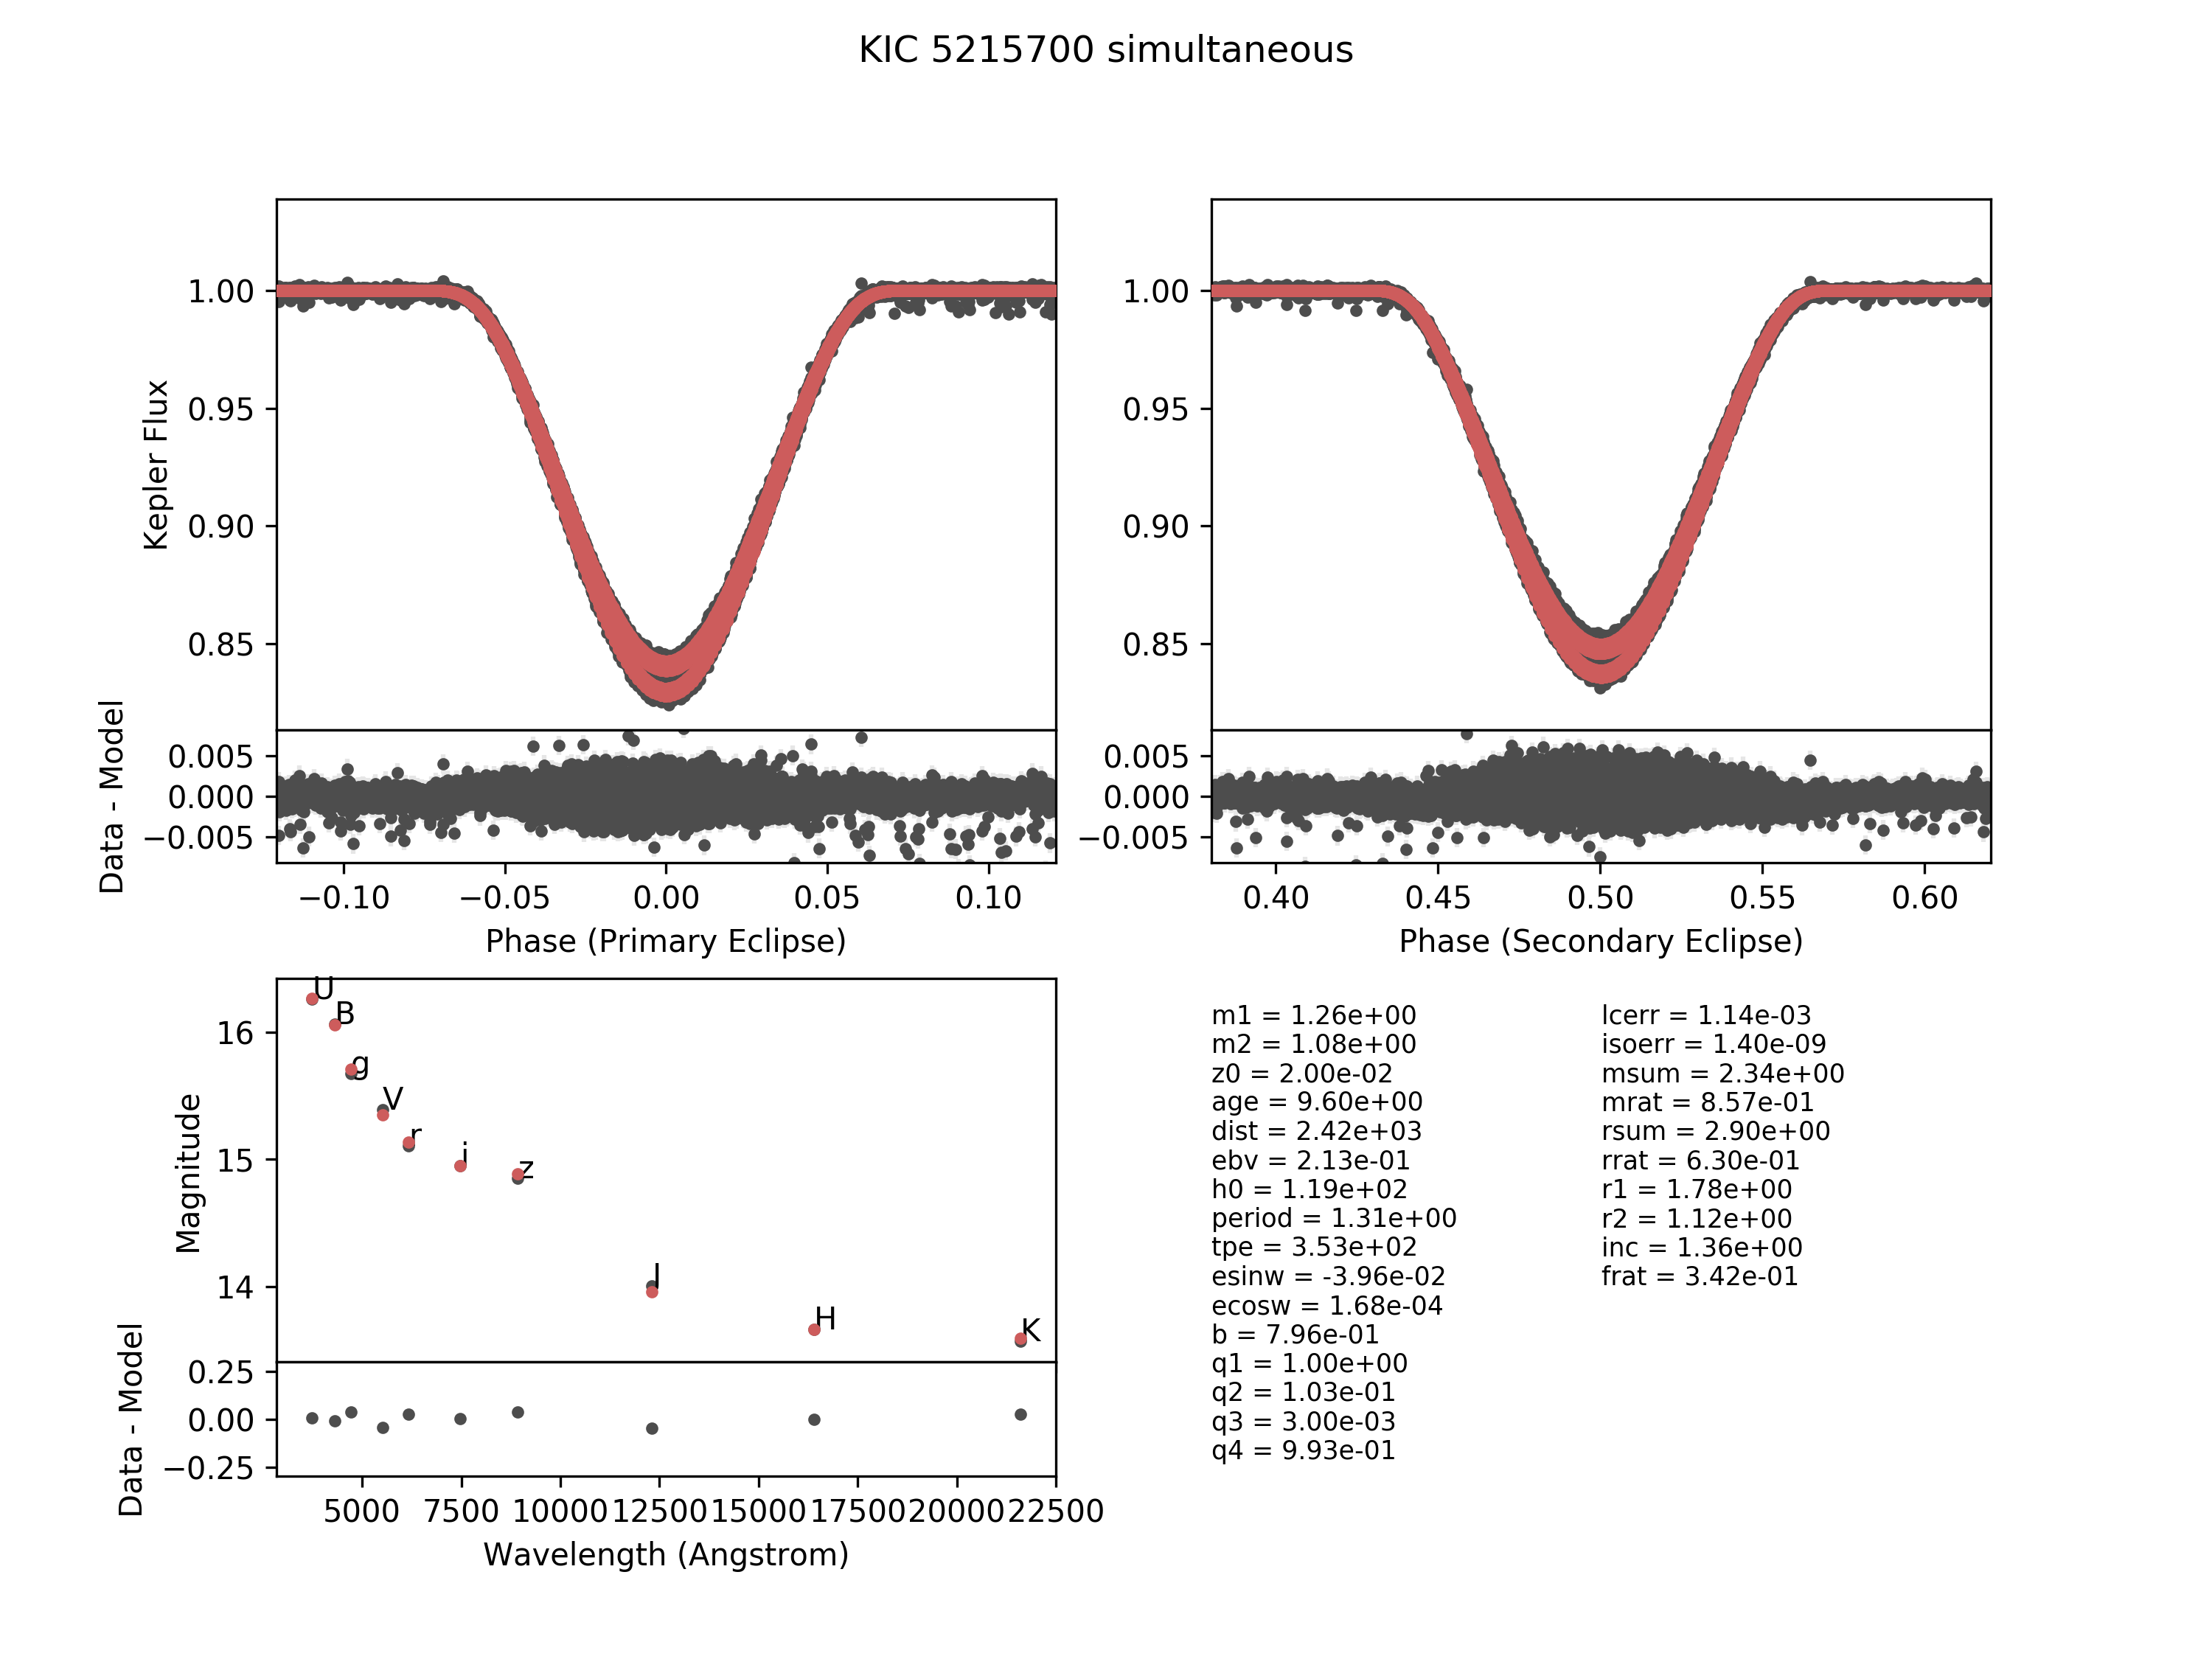 KIC 5215700 simultaneous
Kepler Flux
1.00
0.95
0.90
0.85
1.00
0.95
0.90
0.85
Data - Model
0.005
0.000
−0.005
0.005
0.000
−0.005
−0.10 −0.05 0.00 0.05 0.10
Phase (Primary Eclipse)
0.40 0.45 0.50 0.55 0.60
Phase (Secondary Eclipse)
Magnitude
16
15
14
U
B
g
V
r
i
z
J
H
K
Data - Model
0.25
0.00
−0.25
5000 7500 10000 12500 15000 17500 20000 22500
Wavelength (Angstrom)
m1 = 1.26e+00
m2 = 1.08e+00
z0 = 2.00e-02
age = 9.60e+00
dist = 2.42e+03
ebv = 2.13e-01
h0 = 1.19e+02
period = 1.31e+00
tpe = 3.53e+02
esinw = -3.96e-02
ecosw = 1.68e-04
b = 7.96e-01
q1 = 1.00e+00
q2 = 1.03e-01
q3 = 3.00e-03
q4 = 9.93e-01
lcerr = 1.14e-03
isoerr = 1.40e-09
msum = 2.34e+00
mrat = 8.57e-01
rsum = 2.90e+00
rrat = 6.30e-01
r1 = 1.78e+00
r2 = 1.12e+00
inc = 1.36e+00
frat = 3.42e-01